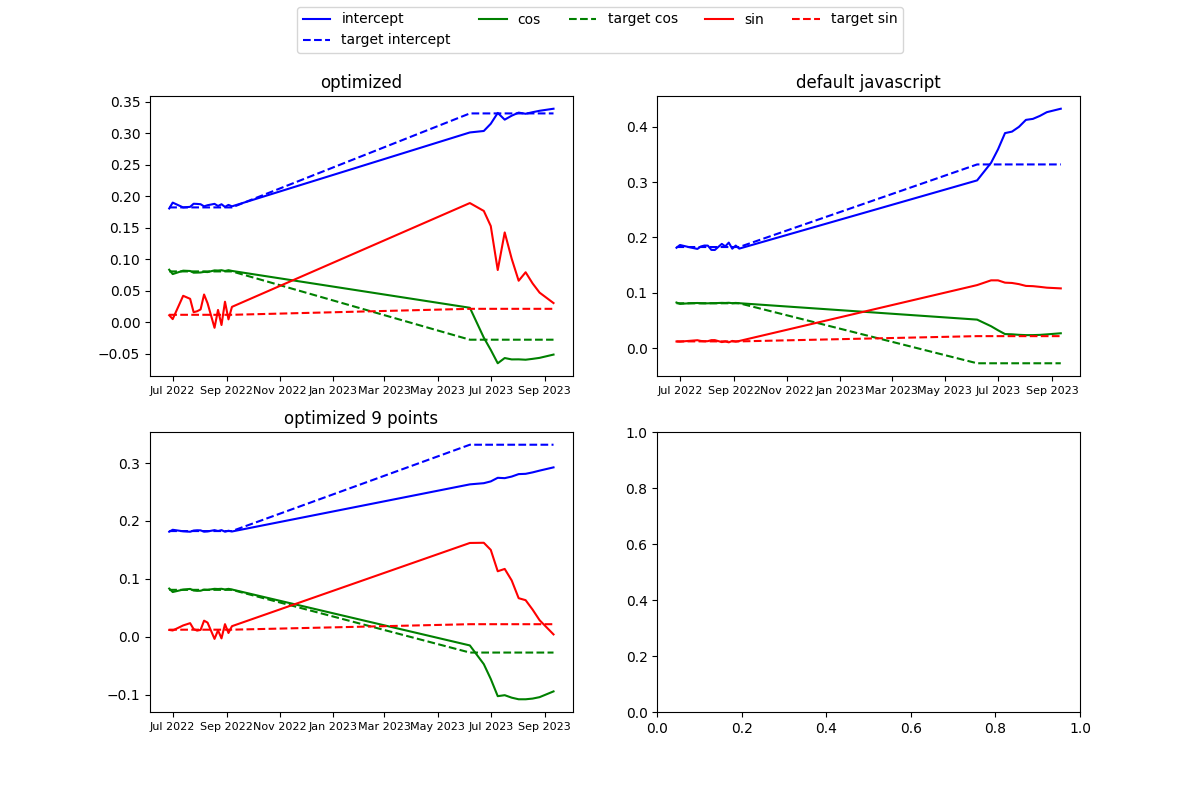 intercept cos target cos sin target sin
target intercept
optimized
0.35
0.30
0.25
0.20
0.15
0.10
0.05
0.00
−0.05
Jul 2022 Sep 2022 Nov 2022 Jan 2023 Mar 2023 May 2023 Jul 2023 Sep 2023
default javascript
0.4
0.3
0.2
0.1
0.0
Jul 2022 Sep 2022 Nov 2022 Jan 2023 Mar 2023 May 2023 Jul 2023 Sep 2023
optimized 9 points
0.3
0.2
0.1
0.0
−0.1
Jul 2022 Sep 2022 Nov 2022 Jan 2023 Mar 2023 May 2023 Jul 2023 Sep 2023
1.0
0.8
0.6
0.4
0.2
0.0
0.0 0.2 0.4 0.6 0.8 1.0